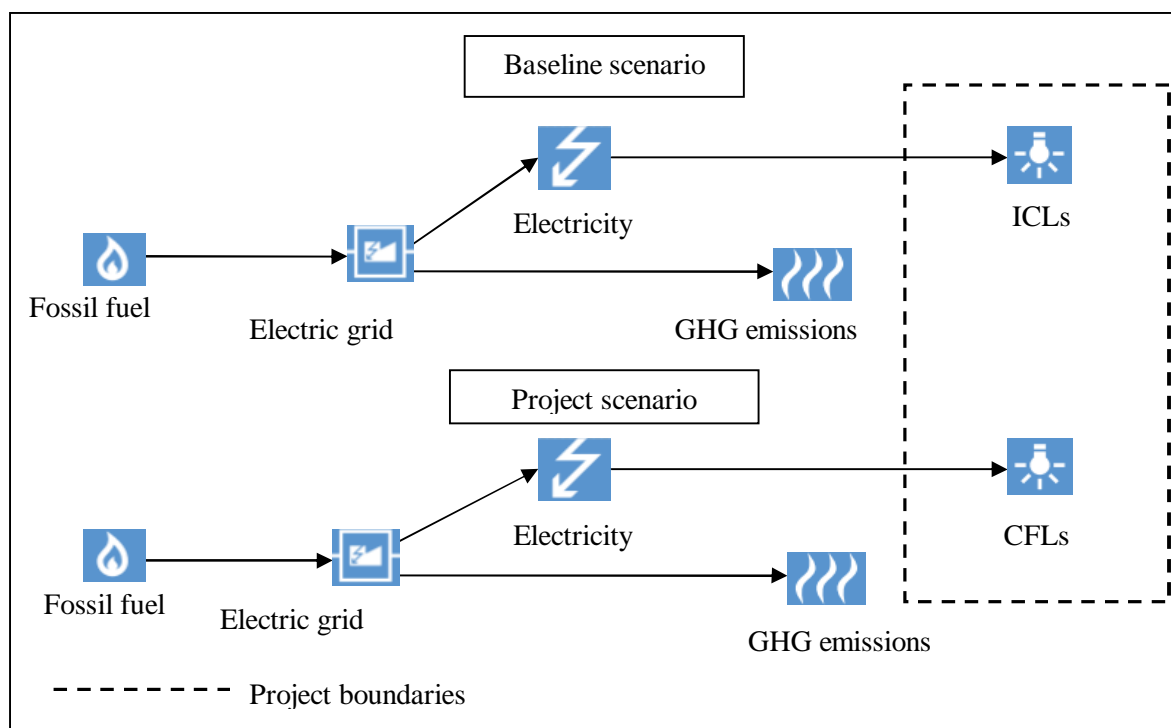 Baseline scenario
ICLs
Electricity
Fossil fuel
Electric grid
GHG emissions
Project scenario
CFLs
Electricity
Fossil fuel
Electric grid
GHG emissions
Project boundaries